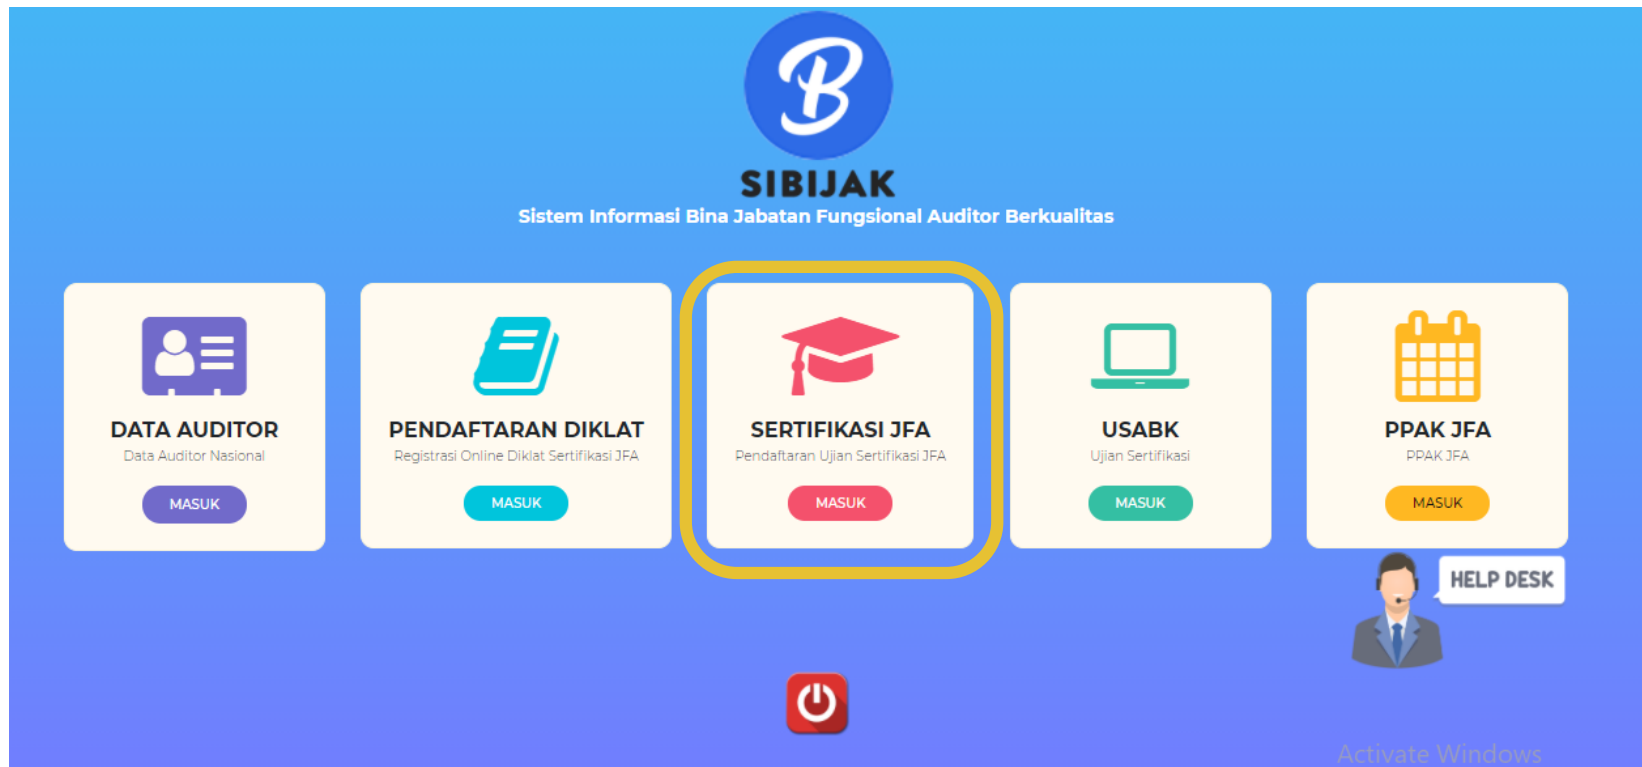 B
SIBIJAK
Sistem Informasi Bina Jabatan Fungsional Auditor Berkualitas
DATA AUDITOR
Data Auditor Nasional
MASUK
PENDAFTARAN DIKLAT
Registrasi Online Diklat Sertifikasi JFA
MASUK
SERTIFIKASI JFA
Pendaftaran Ujian Sertifikasi JFA
MASUK
USABK
Ujian Sertifikasi
MASUK
PPAK JFA
PPAK JFA
MASUK
HELP DESK
Activate Windows